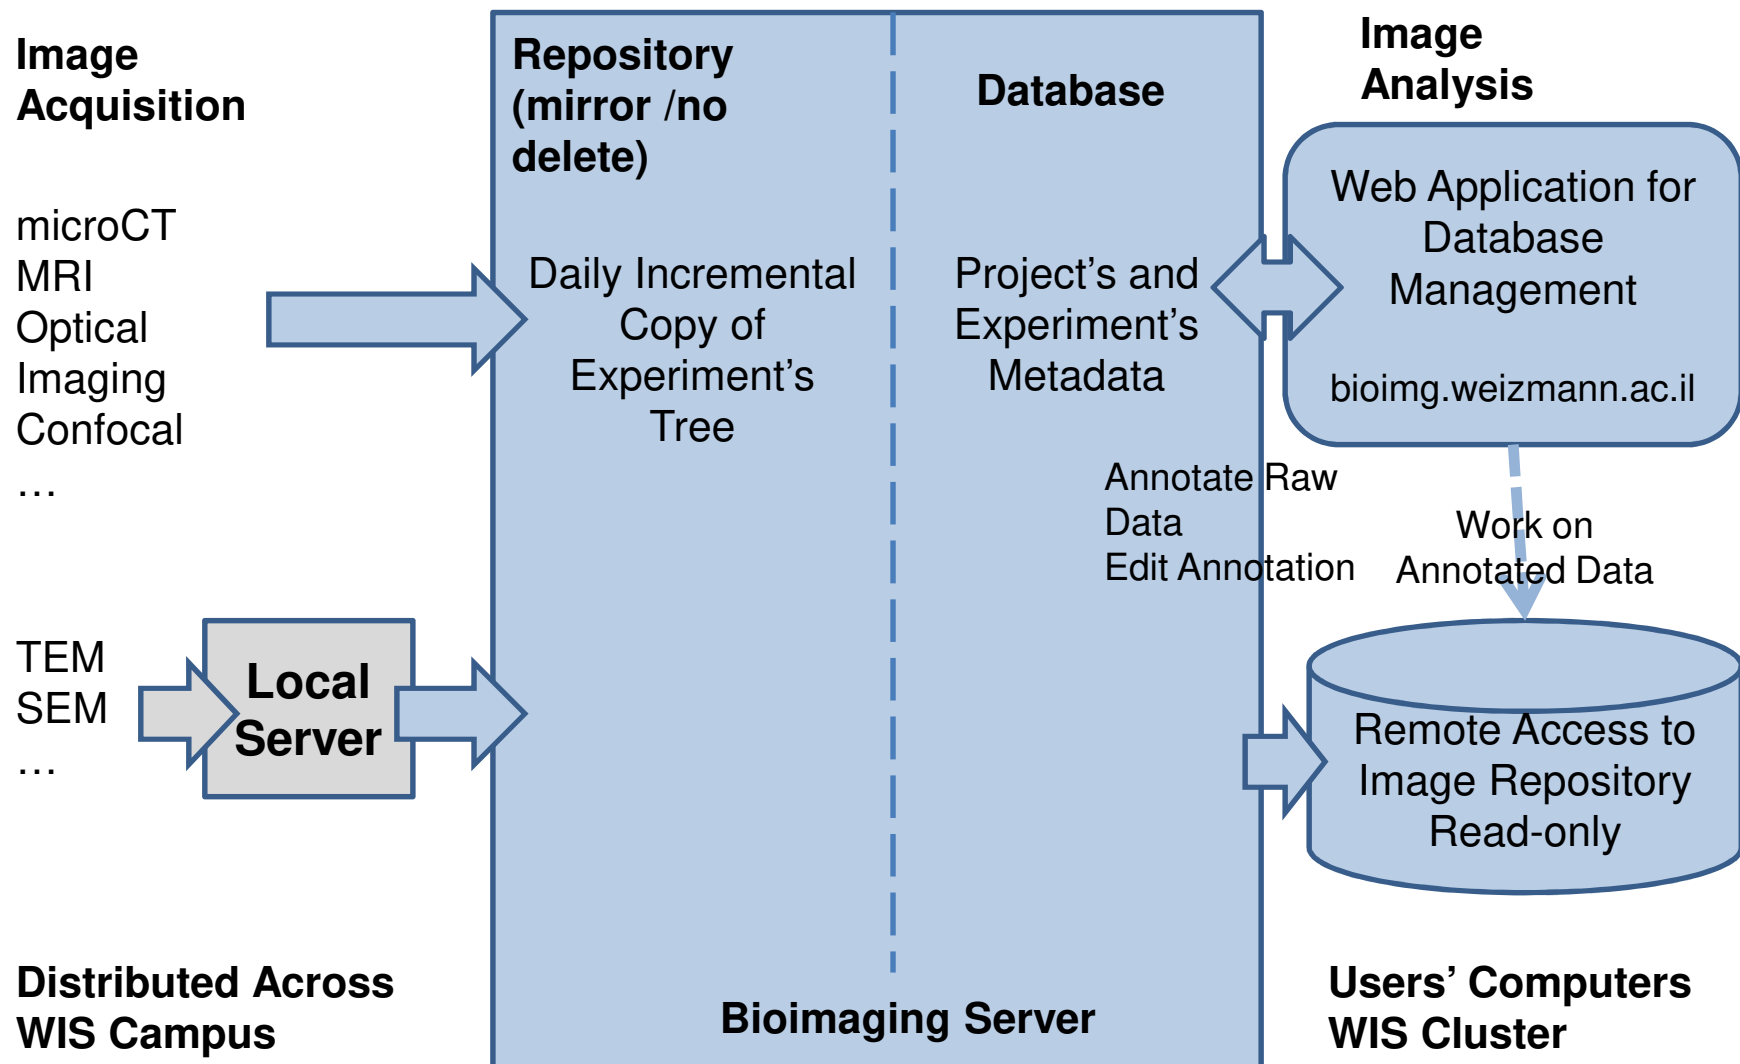 Image
Acquisition
microCT
MRI
Optical
Imaging
Confocal
…
TEM
SEM
…
Local
Server
Distributed Across
WIS Campus
Repository
(mirror /no
delete)
Daily Incremental
Copy of
Experiment’s
Tree
Database
Project’s and
Experiment’s
Metadata
Annotate Raw
Data
Edit Annotation
Bioimaging Server
Image
Analysis
Web Application for
Database
Management
bioimg.weizmann.ac.il
Work on
Annotated Data
Remote Access to
Image Repository
Read-only
Users’ Computers
WIS Cluster